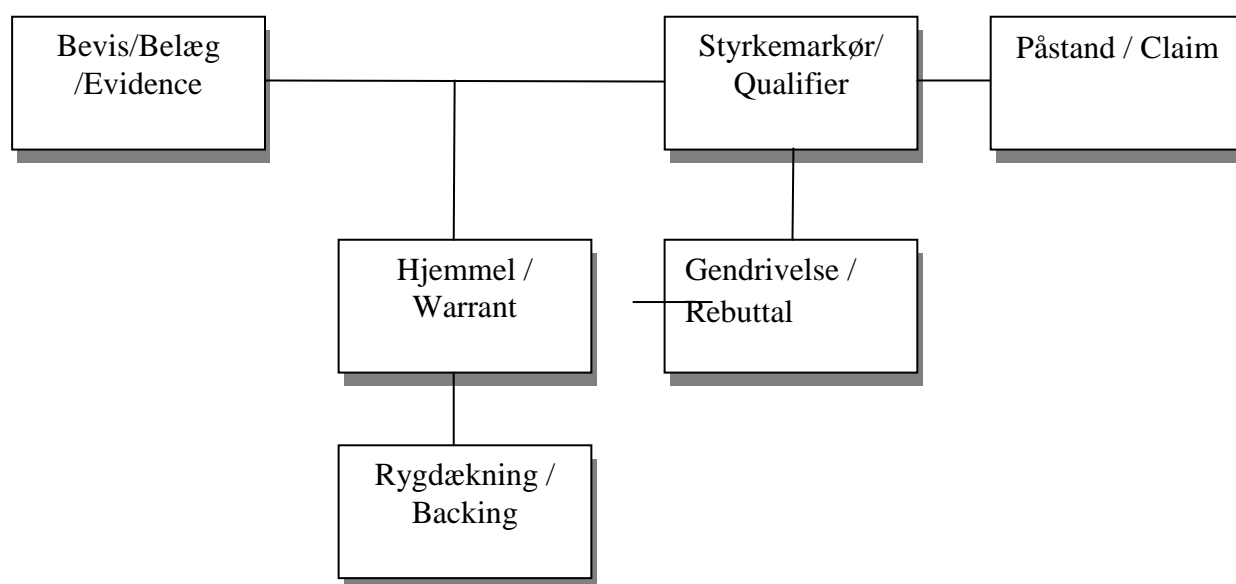 Bevis/Belæg
/Evidence
Styrkemarkør/
Qualifier
Påstand / Claim
Hjemmel /
Warrant
Gendrivelse /
Rebuttal
Rygdækning /
Backing